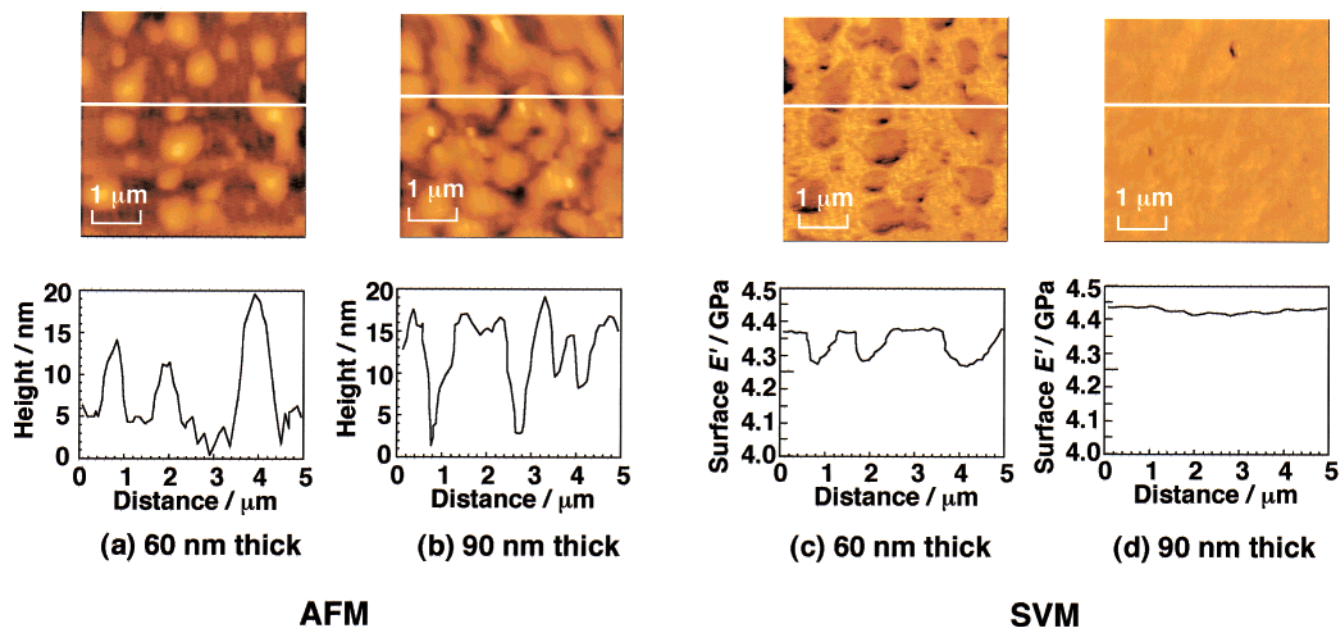 1 μm
1 μm
1 μm
1 μm
Height / nm
20
15
10
5
0
0 1 2 3 4 5
Distance / μm
(a) 60 nm thick
Height / nm
20
15
10
5
0
0 1 2 3 4 5
Distance / μm
(b) 90 nm thick
Surface E' / GPa
4.5
4.4
4.3
4.2
4.1
4.0
0 1 2 3 4 5
Distance / μm
(c) 60 nm thick
Surface E' / GPa
4.5
4.4
4.3
4.2
4.1
4.0
0 1 2 3 4 5
Distance / μm
(d) 90 nm thick
AFM
SVM